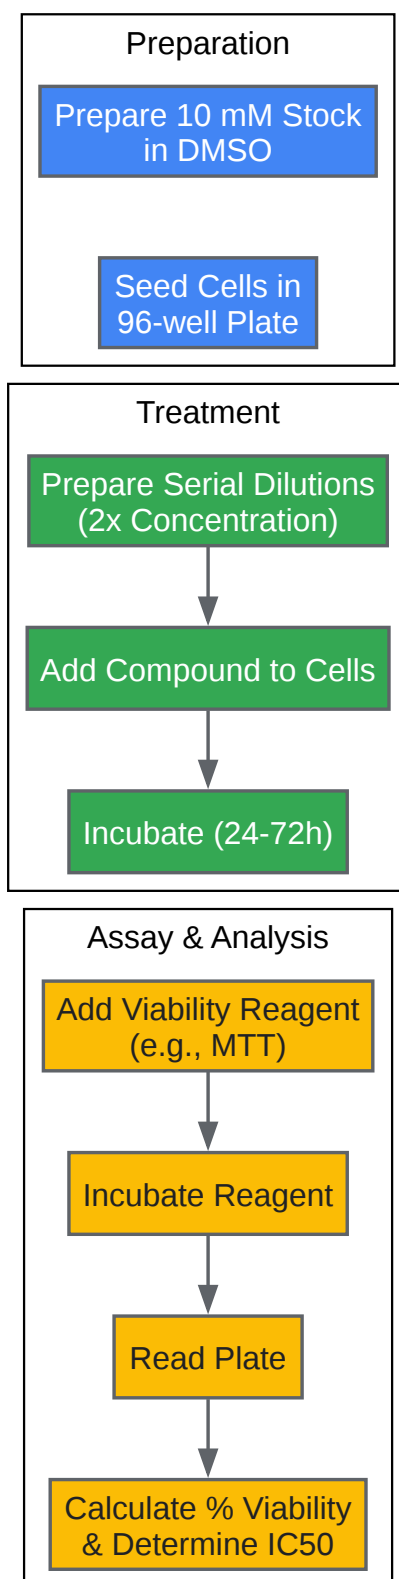 Preparation
Prepare 10 mM Stock
in DMSO
Seed Cells in
96-well Plate
Treatment
Prepare Serial Dilutions
(2x Concentration)
Add Compound to Cells
Incubate (24-72h)
Assay & Analysis
Add Viability Reagent
(e.g., MTT)
Incubate Reagent
Read Plate
Calculate % Viability
& Determine IC50